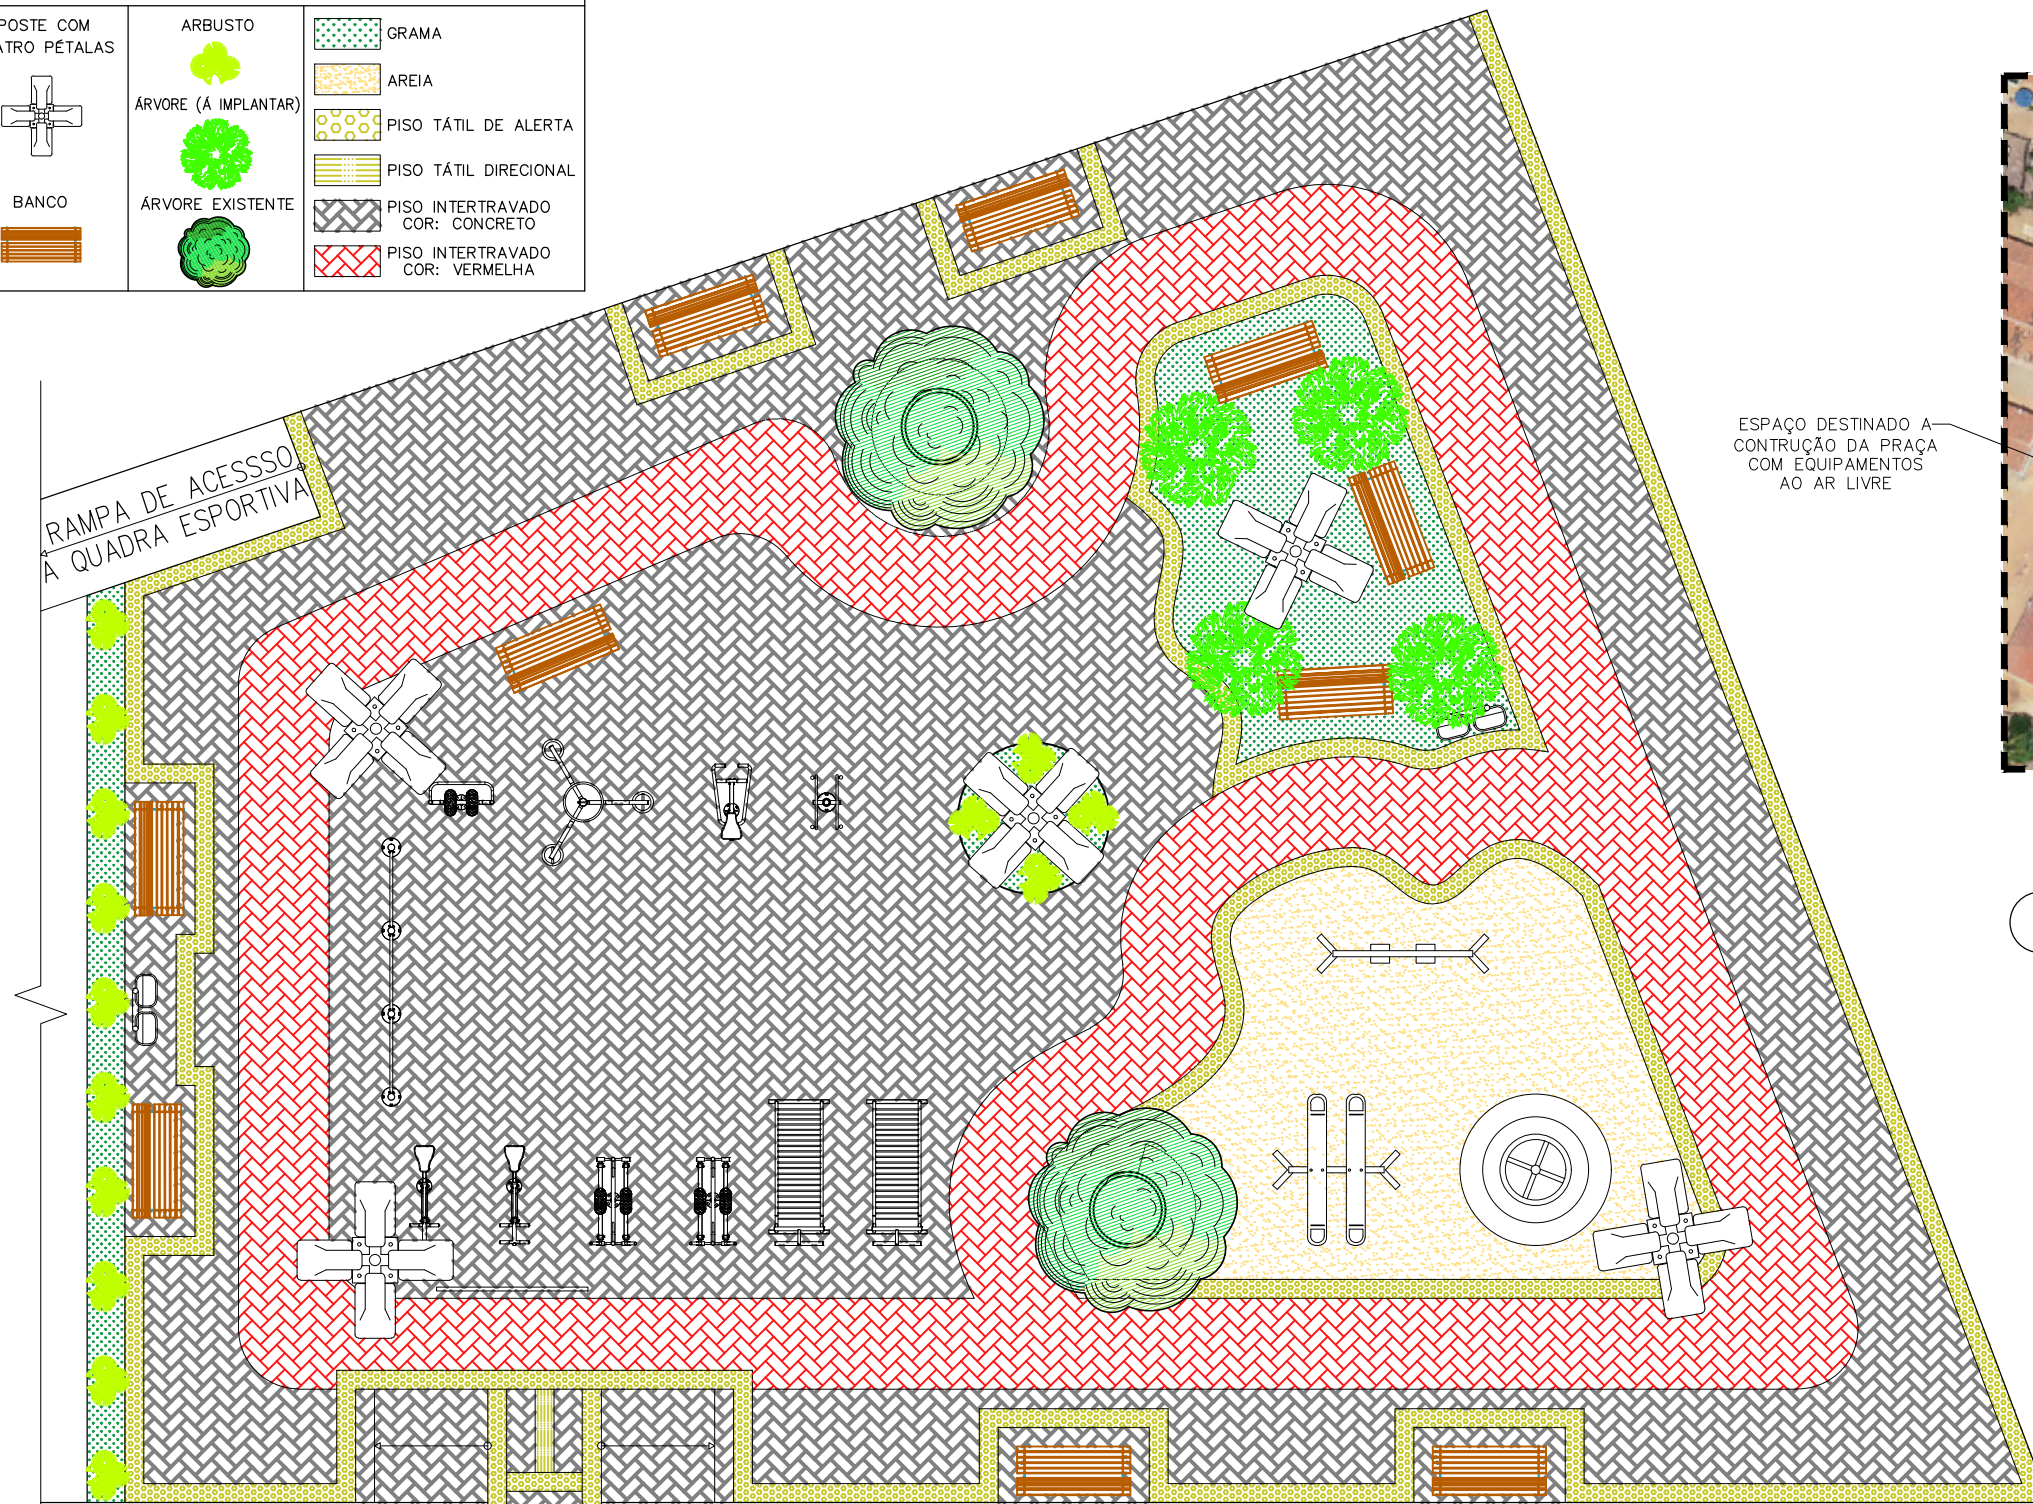 POSTE COM
ATRO PÉTALAS
BANCO
ARBUSTO
ÁRVORE (Á IMPLANTAR)
ÁRVORE EXISTENTE
GRAMA
AREIA
PISO TÁTIL DE ALERTA
PISO TÁTIL DIRECIONAL
PISO INTERTRAVADO
COR: CONCRETO
PISO INTERTRAVADO
COR: VERMELHA
RAMPA DE ACESSSO
A QUADRA ESPORTIVA
ESPAÇO DESTINADO A
CONTRUÇÃO DA PRAÇA
COM EQUIPAMENTOS
AO AR LIVRE